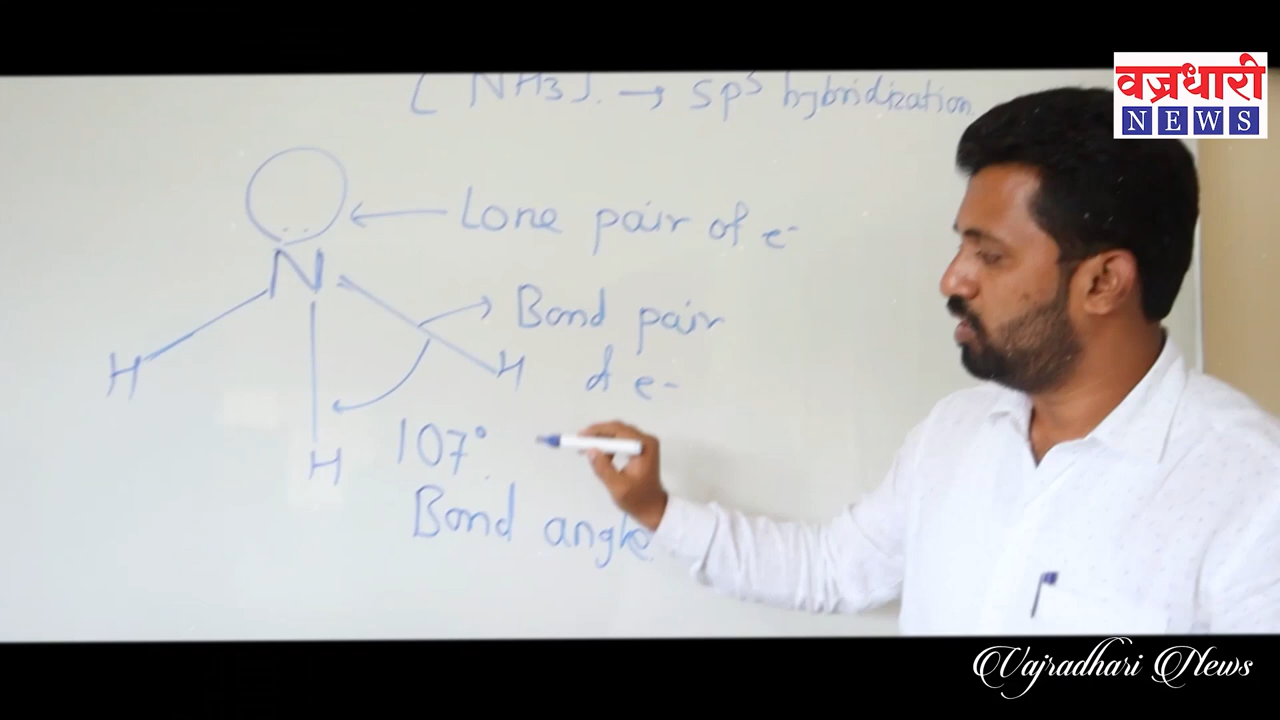 [NH3]. → sp3 hybridization
वज्रधारी
NEWS
Lone pair of e-
N
Bond pair
of e-
H
H
H
107°
Bond angle
Vajradhari News